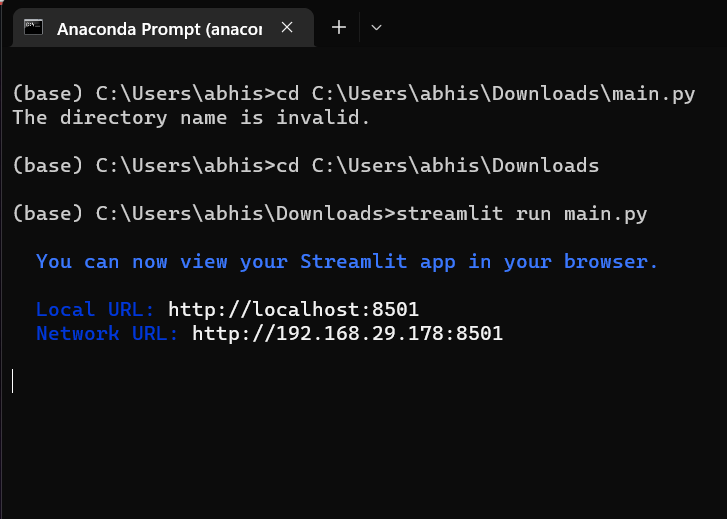 Anaconda Prompt (anacon
(base) C:\Users\abhis>cd C:\Users\abhis\Downloads\main.py
The directory name is invalid.
(base) C:\Users\abhis>cd C:\Users\abhis\Downloads
(base) C:\Users\abhis\Downloads>streamlit run main.py
You can now view your Streamlit app in your browser.
Local URL: http://localhost:8501
Network URL: http://192.168.29.178:8501